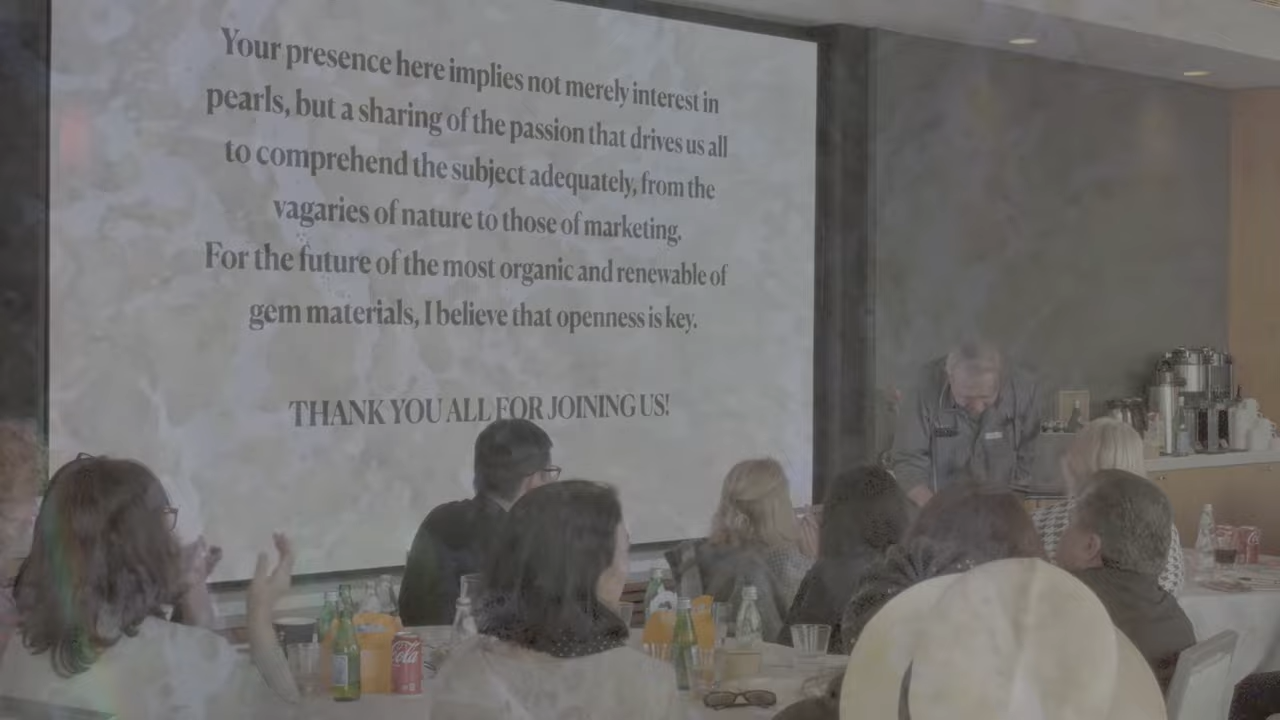 Your presence here implies not merely interest in
pearls, but a sharing of the passion that drives us all
to comprehend the subject adequately, from the
vagaries of nature to those of marketing.
For the future of the most organic and renewable of
gem materials, I believe that openness is key.
THANK YOU ALL FOR JOINING US!
Cola